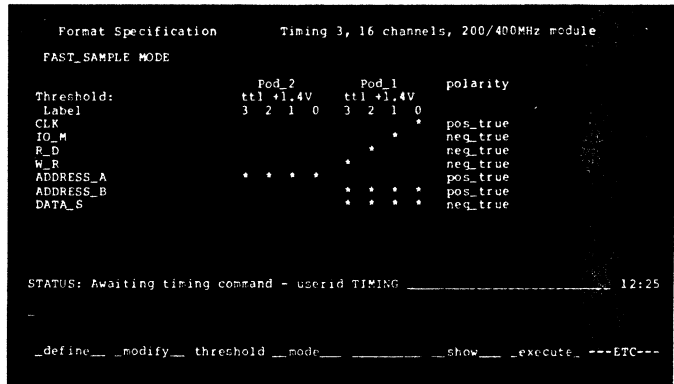 Format Specification Timing 3, 16 channels, 200/400MHz module
FAST_SAMPLE MODE
Pod_2 Pod_1 polarity
Threshold: ttl +1.4V ttl +1.4V
Label 3 2 1 0 3 2 1 0
CLK * pos_true
IO_M * neg_true
R_D * neg_true
W_R * neg_true
ADDRESS_A * * * * pos_true
ADDRESS_B * * * * pos_true
DATA_S * * * * neg_true
STATUS: Awaiting timing command - userid TIMING ____________________________ 12:25
_
_define__ _modify__ threshold __mode___ _________ __show___ _execute_ ---ETC---